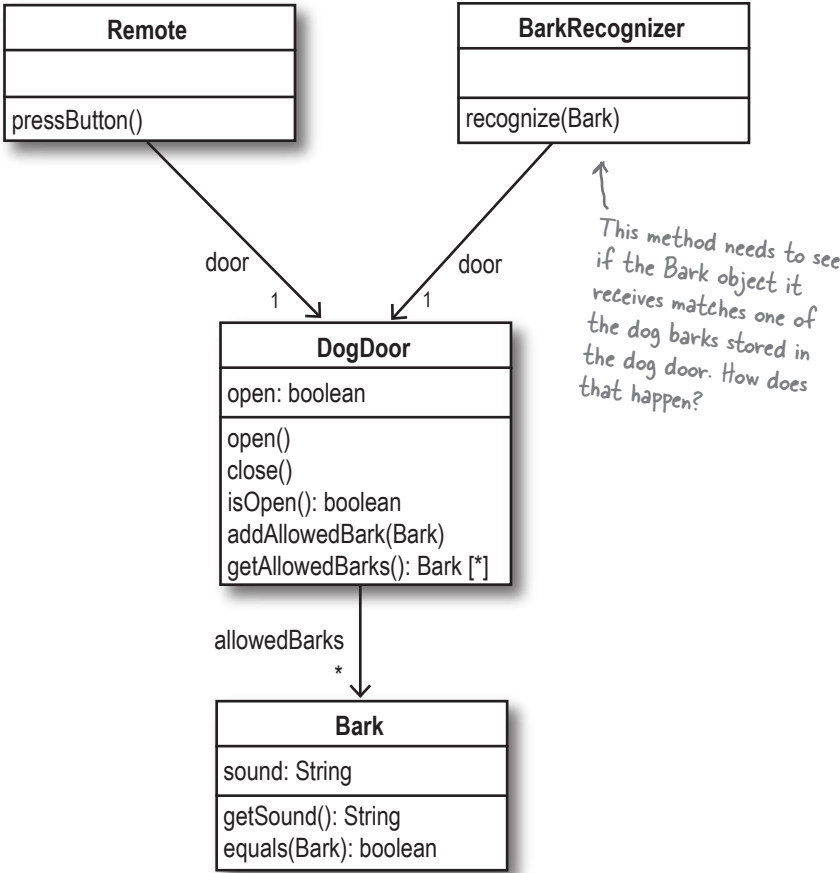 Remote
pressButton()
BarkRecognizer
recognize(Bark)
This method needs to see
if the Bark object it
receives matches one of
the dog barks stored in
the dog door. How does
that happen?
door
1
door
1
DogDoor
open: boolean
open()
close()
isOpen(): boolean
addAllowedBark(Bark)
getAllowedBarks(): Bark [*]
allowedBarks
*
Bark
sound: String
getSound(): String
equals(Bark): boolean